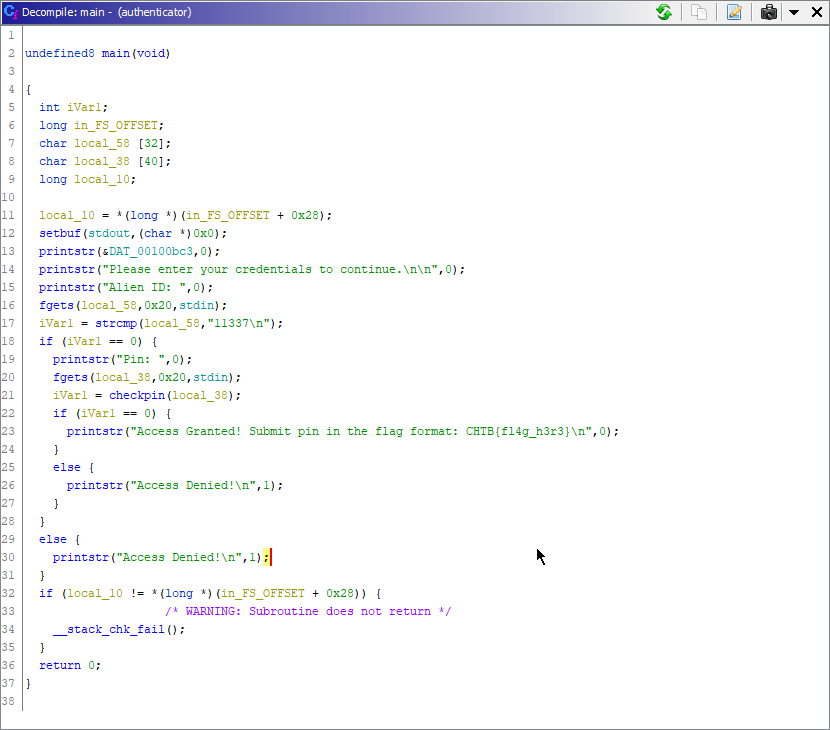 Decompile: main - (authenticator)
1
2 undefined8 main(void)
3
4 {
5 int iVar1;
6 long in_FS_OFFSET;
7 char local_58 [32];
8 char local_38 [40];
9 long local_10;
10
11 local_10 = *(long *)(in_FS_OFFSET + 0x28);
12 setbuf(stdout,(char *)0x0);
13 printstr(&DAT_00100bc3,0);
14 printstr("Please enter your credentials to continue.\n\n",0);
15 printstr("Alien ID: ",0);
16 fgets(local_58,0x20,stdin);
17 iVar1 = strcmp(local_58,"11337\n");
18 if (iVar1 == 0) {
19 printstr("Pin: ",0);
20 fgets(local_38,0x20,stdin);
21 iVar1 = checkpin(local_38);
22 if (iVar1 == 0) {
23 printstr("Access Granted! Submit pin in the flag format: CHTB{fl4g_h3r3}\n",0);
24 }
25 else {
26 printstr("Access Denied!\n",1);
27 }
28 }
29 else {
30 printstr("Access Denied!\n",1);
31 }
32 if (local_10 != *(long *)(in_FS_OFFSET + 0x28)) {
33 /* WARNING: Subroutine does not return */
34 __stack_chk_fail();
35 }
36 return 0;
37 }
38